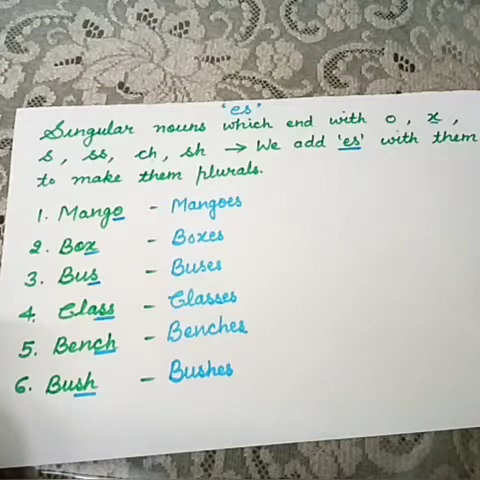 'es'
Singular nouns which end with o, x,
s, ss, ch, sh → We add 'es' with them
to make them plurals.
1. Mango - Mangoes
2. Box - Boxes
3. Bus - Buses
4. Class - Classes
5. Bench - Benches
6. Bush - Bushes